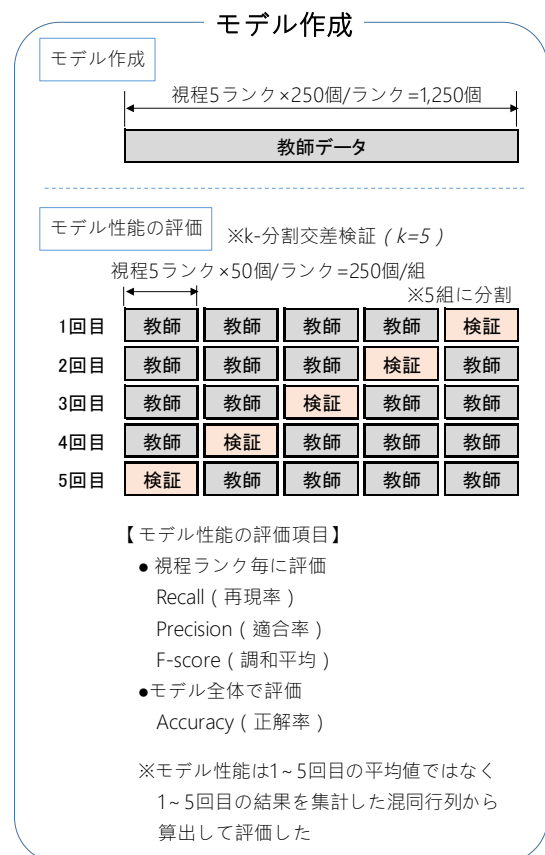 モデル作成
モデル作成
視程5ランク×250個/ランク=1,250個
教師データ
モデル性能の評価
※k-分割交差検証(k=5)
視程5ランク×50個/ランク=250個/組
※5組に分割
1回目 教師 教師 教師 教師 検証
2回目 教師 教師 教師 検証 教師
3回目 教師 教師 検証 教師 教師
4回目 教師 検証 教師 教師 教師
5回目 検証 教師 教師 教師 教師
【モデル性能の評価項目】
●視程ランク毎に評価
Recall(再現率)
Precision(適合率)
F-score(調和平均)
●モデル全体で評価
Accuracy(正解率)
※モデル性能は1~5回目の平均値ではなく
1~5回目の結果を集計した混同行列から
算出して評価した